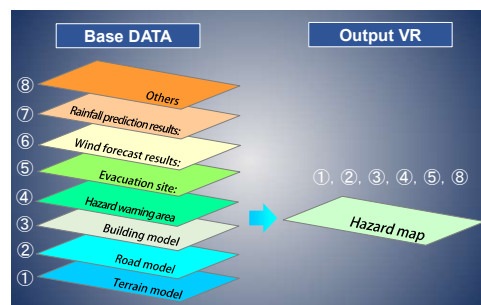 Base DATA
Output VR
⑧ Others
⑦ Rainfall prediction results:
⑥ Wind forecast results:
⑤ Evacuation site:
④ Hazard warning area
③ Building model
② Road model
① Terrain model
①, ②, ③, ④, ⑤, ⑧
Hazard map